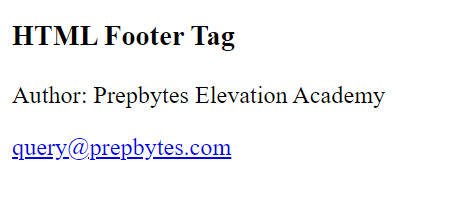 HTML Footer Tag
Author: Prepbytes Elevation Academy
query@prepbytes.com